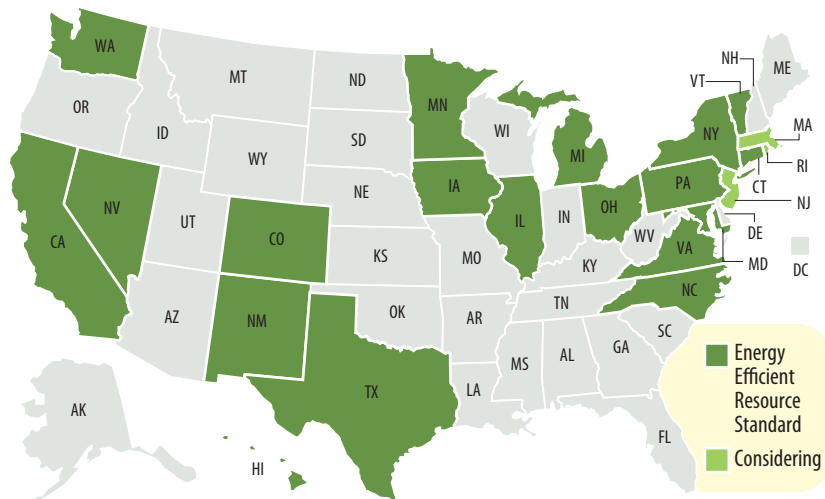 WA
MT
ND
MN
OR
ID
WY
SD
WI
MI
NH
VT
ME
NY
MA
RI
CT
NJ
PA
DE
MD
DC
NV
CA
UT
CO
NE
IA
IL
IN
OH
WV
VA
KS
MO
KY
NC
AZ
NM
OK
AR
TN
SC
TX
LA
MS
AL
GA
FL
AK
HI
Energy
Efficient
Resource
Standard
Considering